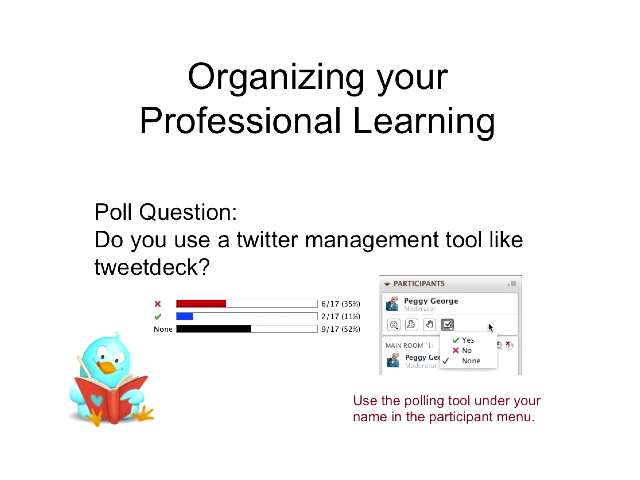 Organizing your
Professional Learning
Poll Question:
Do you use a twitter management tool like
tweetdeck?
6/17 (35%)
2/17 (11%)
None 9/17 (52%)
PARTICIPANTS
Peggy George
Moderator
Yes
No
None
MAIN ROOM
Peggy Ge
Moderator
Use the polling tool under your
name in the participant menu.